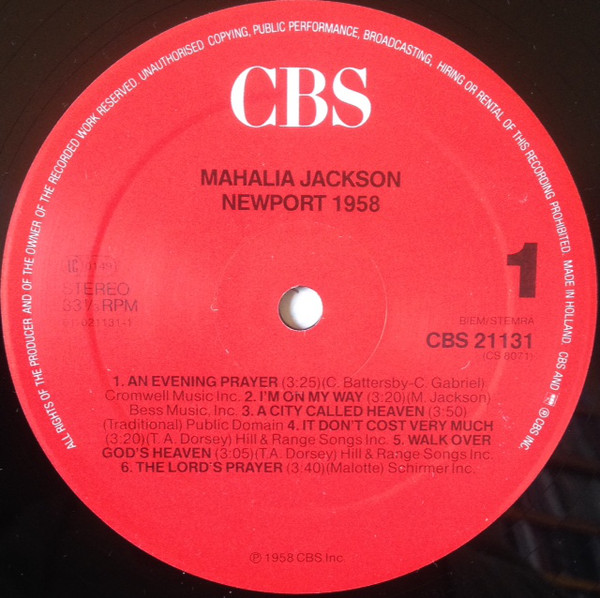 ALL RIGHTS OF THE PRODUCER AND OF THE OWNER OF THE RECORDED WORK RESERVED. UNAUTHORISED COPYING, PUBLIC PERFORMANCE, BROADCASTING, HIRING OR RENTAL OF THIS RECORDING PROHIBITED. MADE IN HOLLAND. CBS AND ℗ CBS INC.
CBS
MAHALIA JACKSON
NEWPORT 1958
LC 0149
STEREO
33⅓ RPM
1
BIEM/STEMRA
CBS 21131
(CS 8071)
1. AN EVENING PRAYER (3:25)(C. Battersby-C. Gabriel)
Cromwell Music Inc. 2. I'M ON MY WAY (3:20)(M. Jackson)
Bess Music, Inc. 3. A CITY CALLED HEAVEN (3:50)
(Traditional) Public Domain 4. IT DON'T COST VERY MUCH
(3:20)(T. A. Dorsey) Hill & Range Songs Inc. 5. WALK OVER
GOD'S HEAVEN (3:05)(T.A. Dorsey) Hill & Range Songs Inc.
6. THE LORD'S PRAYER (3:40)(Malotte) Schirmer Inc.
℗ 1958 CBS Inc.